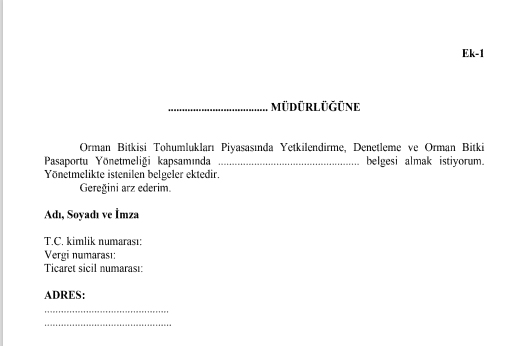 Ek-1
.................................... MÜDÜRLÜĞÜNE
Orman Bitkisi Tohumlukları Piyasasında Yetkilendirme, Denetleme ve Orman Bitki
Pasaportu Yönetmeliği kapsamında ................................................... belgesi almak istiyorum.
Yönetmelikte istenilen belgeler ektedir.
Gereğini arz ederim.
Adı, Soyadı ve İmza
T.C. kimlik numarası:
Vergi numarası:
Ticaret sicil numarası:
ADRES:
.............................................
..............................................